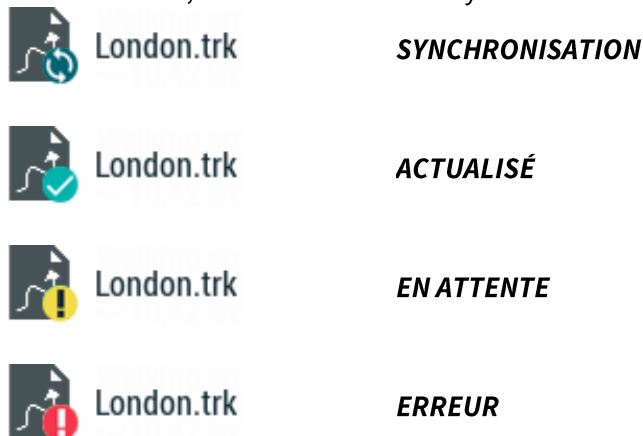 London.trk SYNCHRONISATION
London.trk ACTUALISÉ
London.trk EN ATTENTE
London.trk ERREUR